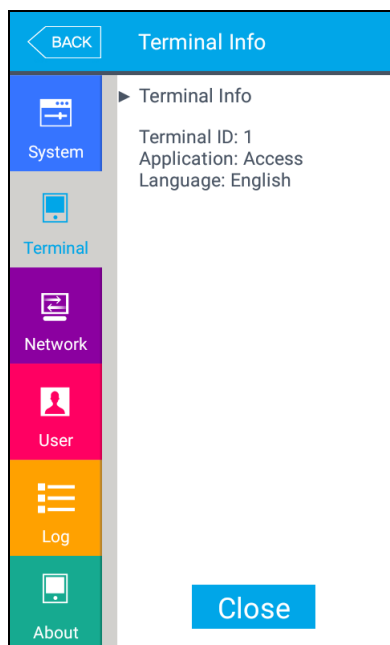 BACK
Terminal Info
System
Terminal
Network
User
Log
About
► Terminal Info
Terminal ID: 1
Application: Access
Language: English
Close